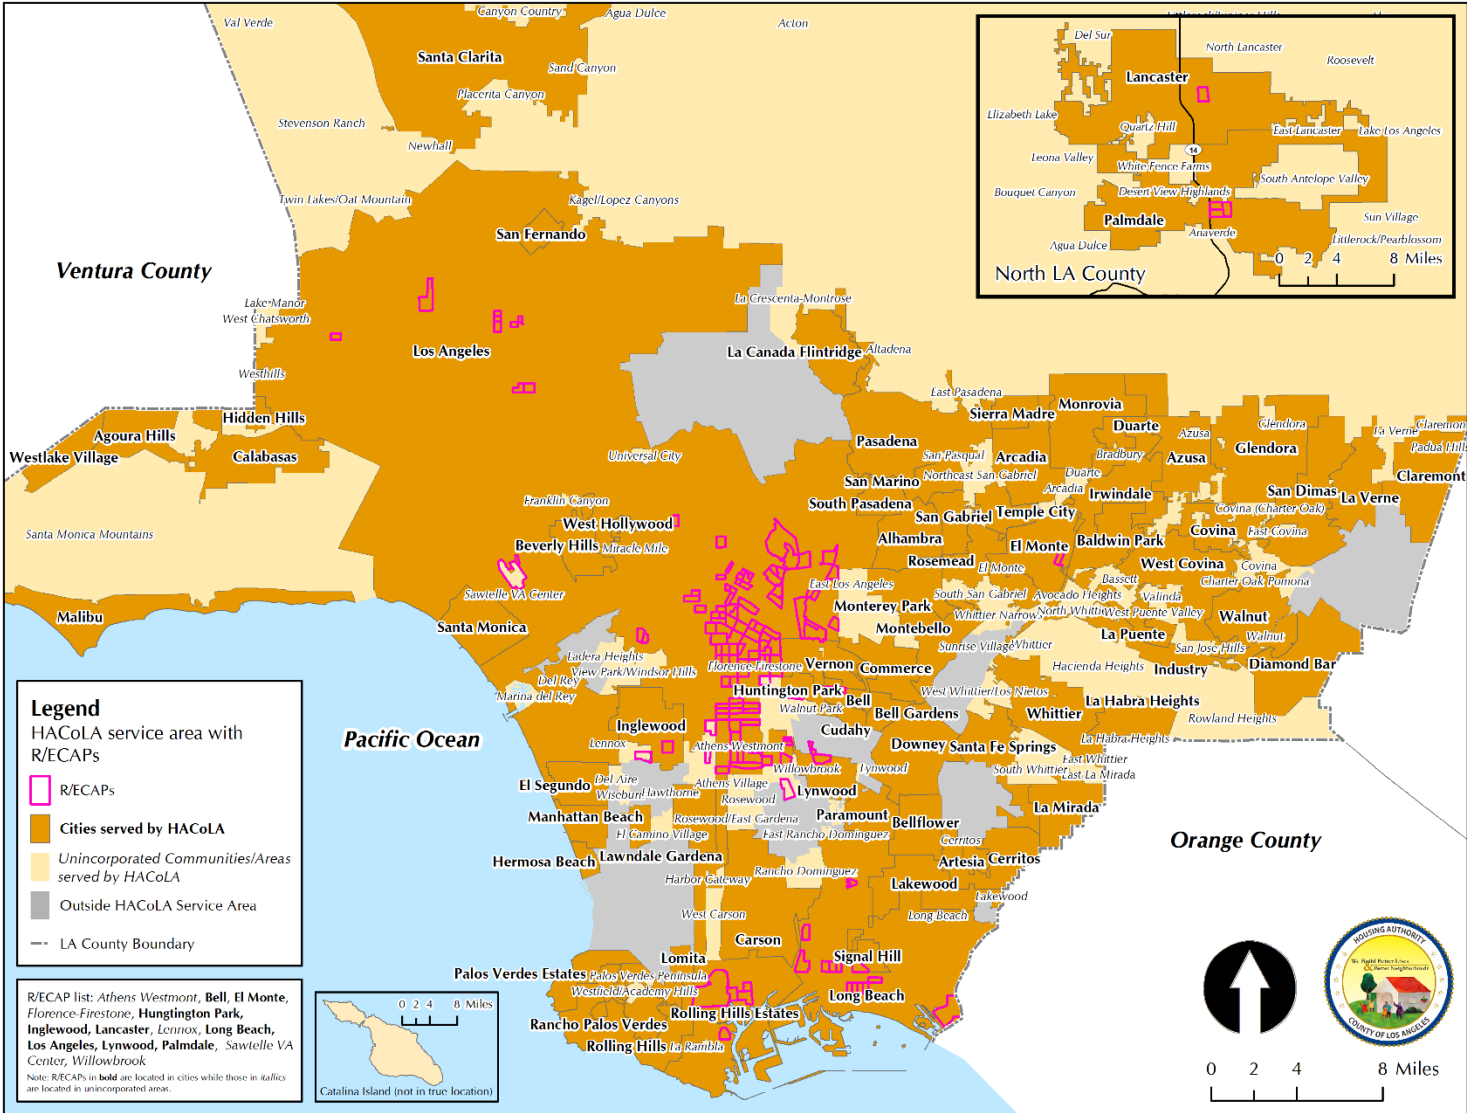 Val Verde
Canyon Country
Agua Dulce
Acton
Santa Clarita
Sand Canyon
Placerita Canyon
Stevenson Ranch
Newhall
Twin Lakes/Oat Mountain
Kagel/Lopez Canyons
San Fernando
Ventura County
Lake Manor
West Chatsworth
Los Angeles
Westhills
Hidden Hills
Agoura Hills
Westlake Village
Calabasas
La Crescenta-Montrose
La Canada Flintridge
Altadena
Universal City
Santa Monica Mountains
Malibu
Del Sur
North Lancaster
Roosevelt
Lancaster
Llizabeth Lake
Quartz Hill
East Lancaster
Lake Los Angeles
14
Leona Valley
White Fence Farms
South Antelope Valley
Bouquet Canyon
Desert View Highlands
Palmdale
Sun Village
Anaverde
Agua Dulce
Littlerock/Pearblossom
North LA County
0 2 4 8 Miles
East Pasadena
Sierra Madre
Monrovia
Duarte
Pasadena
Azusa
Glendora
La Verne
Claremon
Padua Hills
San Pasqual
Arcadia
Bradbury
Azusa
Glendora
Claremont
San Marino
Northeast San Gabriel
Duarte
Arcadia
Irwindale
San Dimas
La Verne
South Pasadena
San Gabriel
Temple City
Covina (Charter Oak)
Covina
East Covina
Alhambra
El Monte
Baldwin Park
Rosemead
El Monte
West Covina
Covina
Bassett
Charter Oak
Pomona
Franklin Canyon
West Hollywood
Beverly Hills
Miracle Mile
Sawtelle VA Center
Santa Monica
East Los Angeles
South San Gabriel
Avocado Heights
Valinda
Monterey Park
Whittier Narrows
North Whittie
West Puente Valley
Walnut
Montebello
La Puente
Walnut
Ladera Heights
View Park/Windsor Hills
Del Rey
Marina del Rey
Florence-Firestone
Vernon
Commerce
Sunrise Village
Whittier
San Jose Hills
Hacienda Heights
Industry
Diamond Bar
Huntington Park
Bell
West Whittier/Los Nietos
La Habra Heights
Walnut Park
Bell Gardens
Whittier
Rowland Heights
Inglewood
Cudahy
Lennox
Athens Westmont
Downey
Santa Fe Springs
La Habra Heights
East Whittier
Willowbrook
Lynwood
South Whittier
East La Mirada
Pacific Ocean
El Segundo
Del Aire
Wiseburn
Hawthorne
Athens Village
Rosewood
Lynwood
La Mirada
Manhattan Beach
Rosewood/East Gardena
Paramount
Bellflower
El Camino Village
East Rancho Dominguez
Cerritos
Orange County
Hermosa Beach
Lawndale
Gardena
Artesia
Cerritos
Harbor Gateway
Rancho Dominguez
Lakewood
Lakewood
West Carson
Long Beach
Carson
Lomita
Signal Hill
Palos Verdes Estates
Palos Verdes Peninsula
Westfield/Academy Hills
Long Beach
Rolling Hills Estates
Rancho Palos Verdes
Rolling Hills
La Rambla
Legend
HACoLA service area with
R/ECAPs
R/ECAPs
Cities served by HACoLA
Unincorporated Communities/Areas
served by HACoLA
Outside HACoLA Service Area
LA County Boundary
R/ECAP list: Athens Westmont, Bell, El Monte,
Florence-Firestone, Hungtington Park,
Inglewood, Lancaster, Lennox, Long Beach,
Los Angeles, Lynwood, Palmdale, Sawtelle VA
Center, Willowbrook
Note: R/ECAPs in bold are located in cities while those in itallics
are located in unincorporated areas.
0 2 4 8 Miles
Catalina Island (not in true location)
HOUSING AUTHORITY
We Build Better Lives
& Better Neighborhoods
COUNTY OF LOS ANGELES
0 2 4 8 Miles